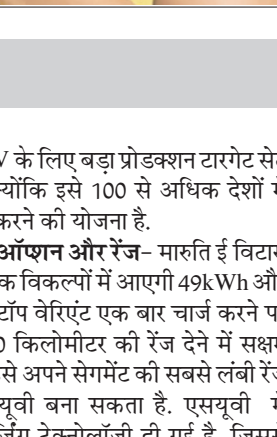 V के लिए बड़ा प्रोडक्शन टारगेट
क्योंकि इसे 100 से अधिक देशों
करने की योजना है.
ऑप्शन और रेंज– मारुति ई
विकल्पों में आएगी 49kWh
टॉप वेरिएंट एक बार चार्ज करने
किलोमीटर की रेंज देने में सक्षम
से अपने सेगमेंट की सबसे लंबी रेंज
बना सकता है. एसयूवी
टेक्नोलॉजी दी गई है,